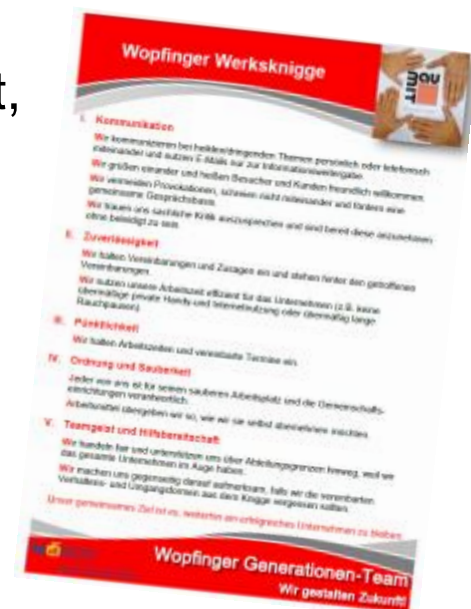 t,
Wopfinger Werksknigge
BAUMIT
I. Kommunikation
Wir kommunizieren bei heiklen/dringenden Themen persönlich oder telefonisch
miteinander und nutzen E-Mails nur zur Informationsweitergabe.
Wir grüßen einander und heißen Besucher und Kunden freundlich willkommen.
Wir vermeiden Provokationen, schreien nicht miteinander und fördern eine
gemeinsame Gesprächsbasis.
Wir trauen uns sachliche Kritik auszusprechen und sind bereit diese anzunehmen
ohne beleidigt zu sein.
II. Zuverlässigkeit
Wir halten Vereinbarungen und Zusagen ein und stehen hinter den getroffenen
Vereinbarungen.
Wir nutzen unsere Arbeitszeit effizient für das Unternehmen (z.B. keine
übermäßige private Handy und Internetnutzung oder übermäßig lange
Rauchpausen).
III. Pünktlichkeit
Wir halten Arbeitszeiten und vereinbarte Termine ein.
IV. Ordnung und Sauberkeit
Jeder von uns ist für seinen sauberen Arbeitsplatz und die Gemeinschafts-
einrichtungen verantwortlich.
Arbeitsmittel übergeben wir so, wie wir sie selbst übernehmen möchten.
V. Teamgeist und Hilfsbereitschaft
Wir handeln fair und unterstützen uns über Abteilungsgrenzen hinweg, weil wir
das gesamte Unternehmen im Auge haben.
Wir machen uns gegenseitig darauf aufmerksam, falls wir die vereinbarten
Verhaltens- und Umgangsformen aus dem Knigge vergessen sollten.
Unser gemeinsames Ziel ist es, weiterhin ein erfolgreiches Unternehmen zu bleiben.
Wopfinger Generationen-Team
Wir gestalten Zukunft!